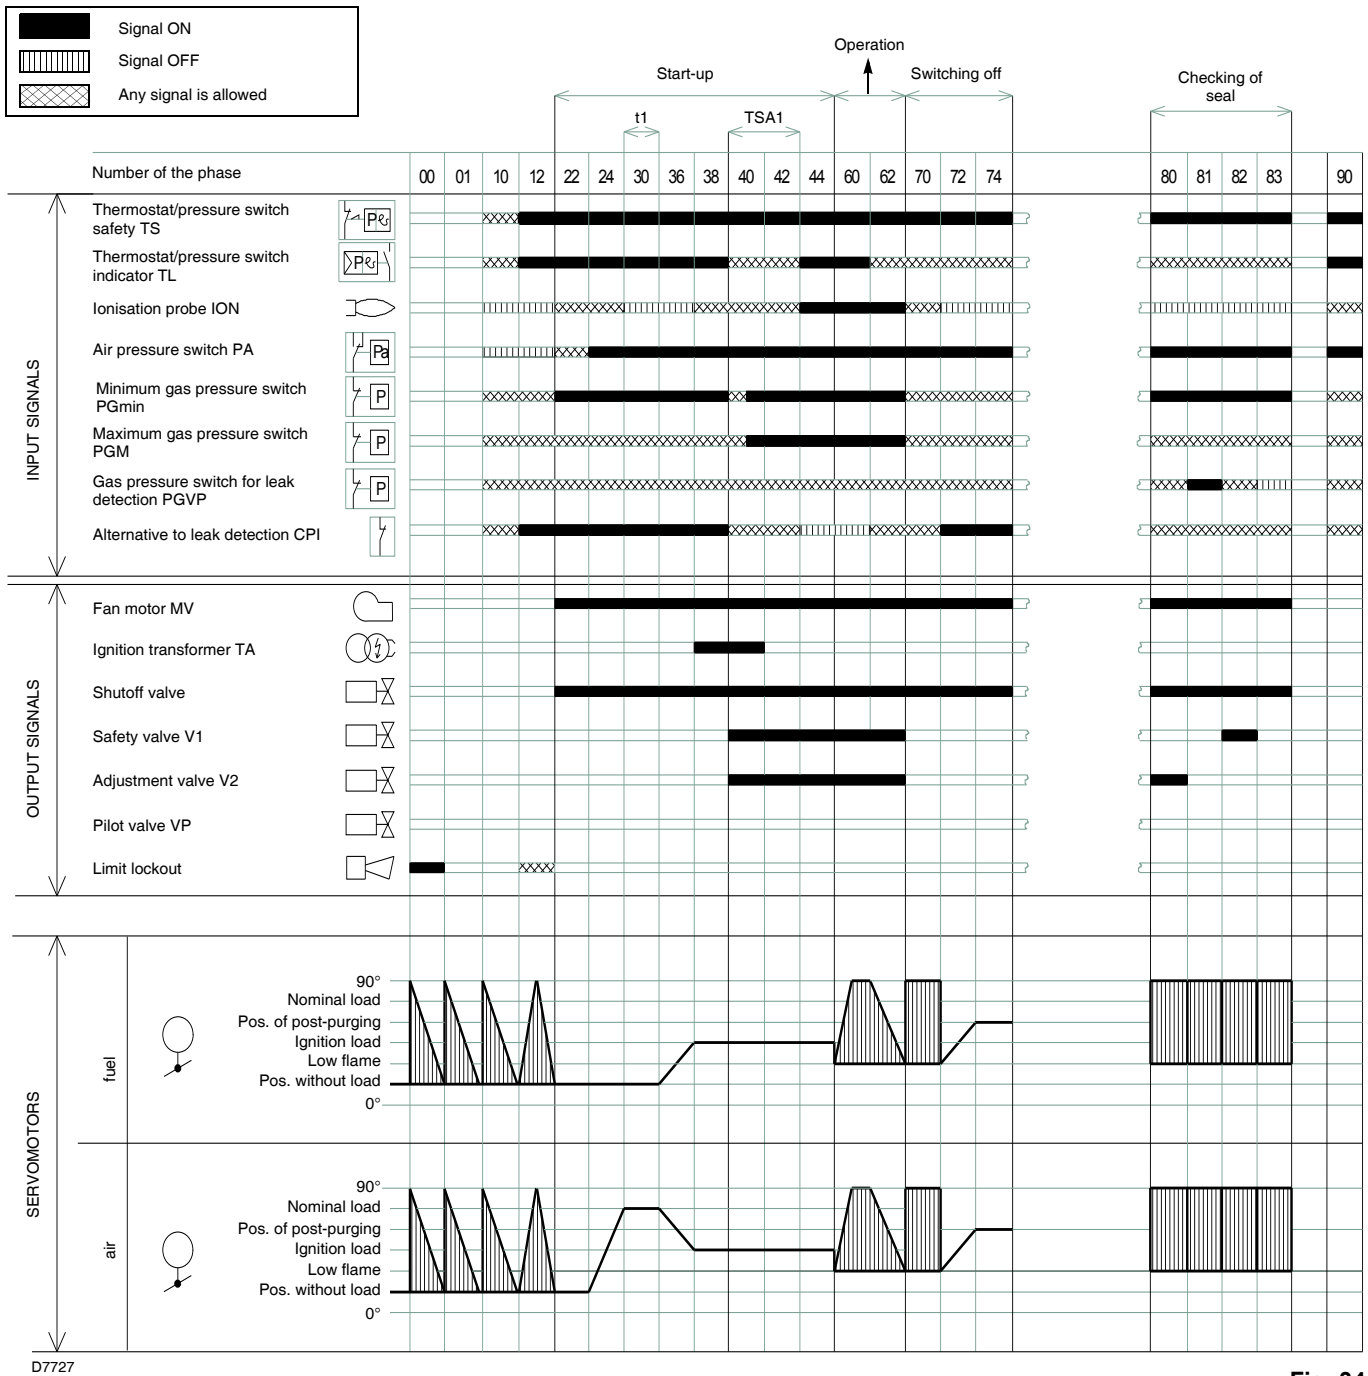 Signal ON
Signal OFF
Any signal is allowed
Operation
Start-up
Switching off
Checking of
seal
t1
TSA1
Number of the phase
00 01 10 12 22 24 30 36 38 40 42 44 60 62 70 72 74 80 81 82 83 90
INPUT SIGNALS
Thermostat/pressure switch
safety TS
P
Thermostat/pressure switch
indicator TL
P
Ionisation probe ION
Air pressure switch PA
Pa
Minimum gas pressure switch
PGmin
P
Maximum gas pressure switch
PGM
P
Gas pressure switch for leak
detection PGVP
P
Alternative to leak detection CPI
OUTPUT SIGNALS
Fan motor MV
Ignition transformer TA
Shutoff valve
Safety valve V1
Adjustment valve V2
Pilot valve VP
Limit lockout
SERVOMOTORS
fuel
90°
Nominal load
Pos. of post-purging
Ignition load
Low flame
Pos. without load
0°
air
90°
Nominal load
Pos. of post-purging
Ignition load
Low flame
Pos. without load
0°
D7727